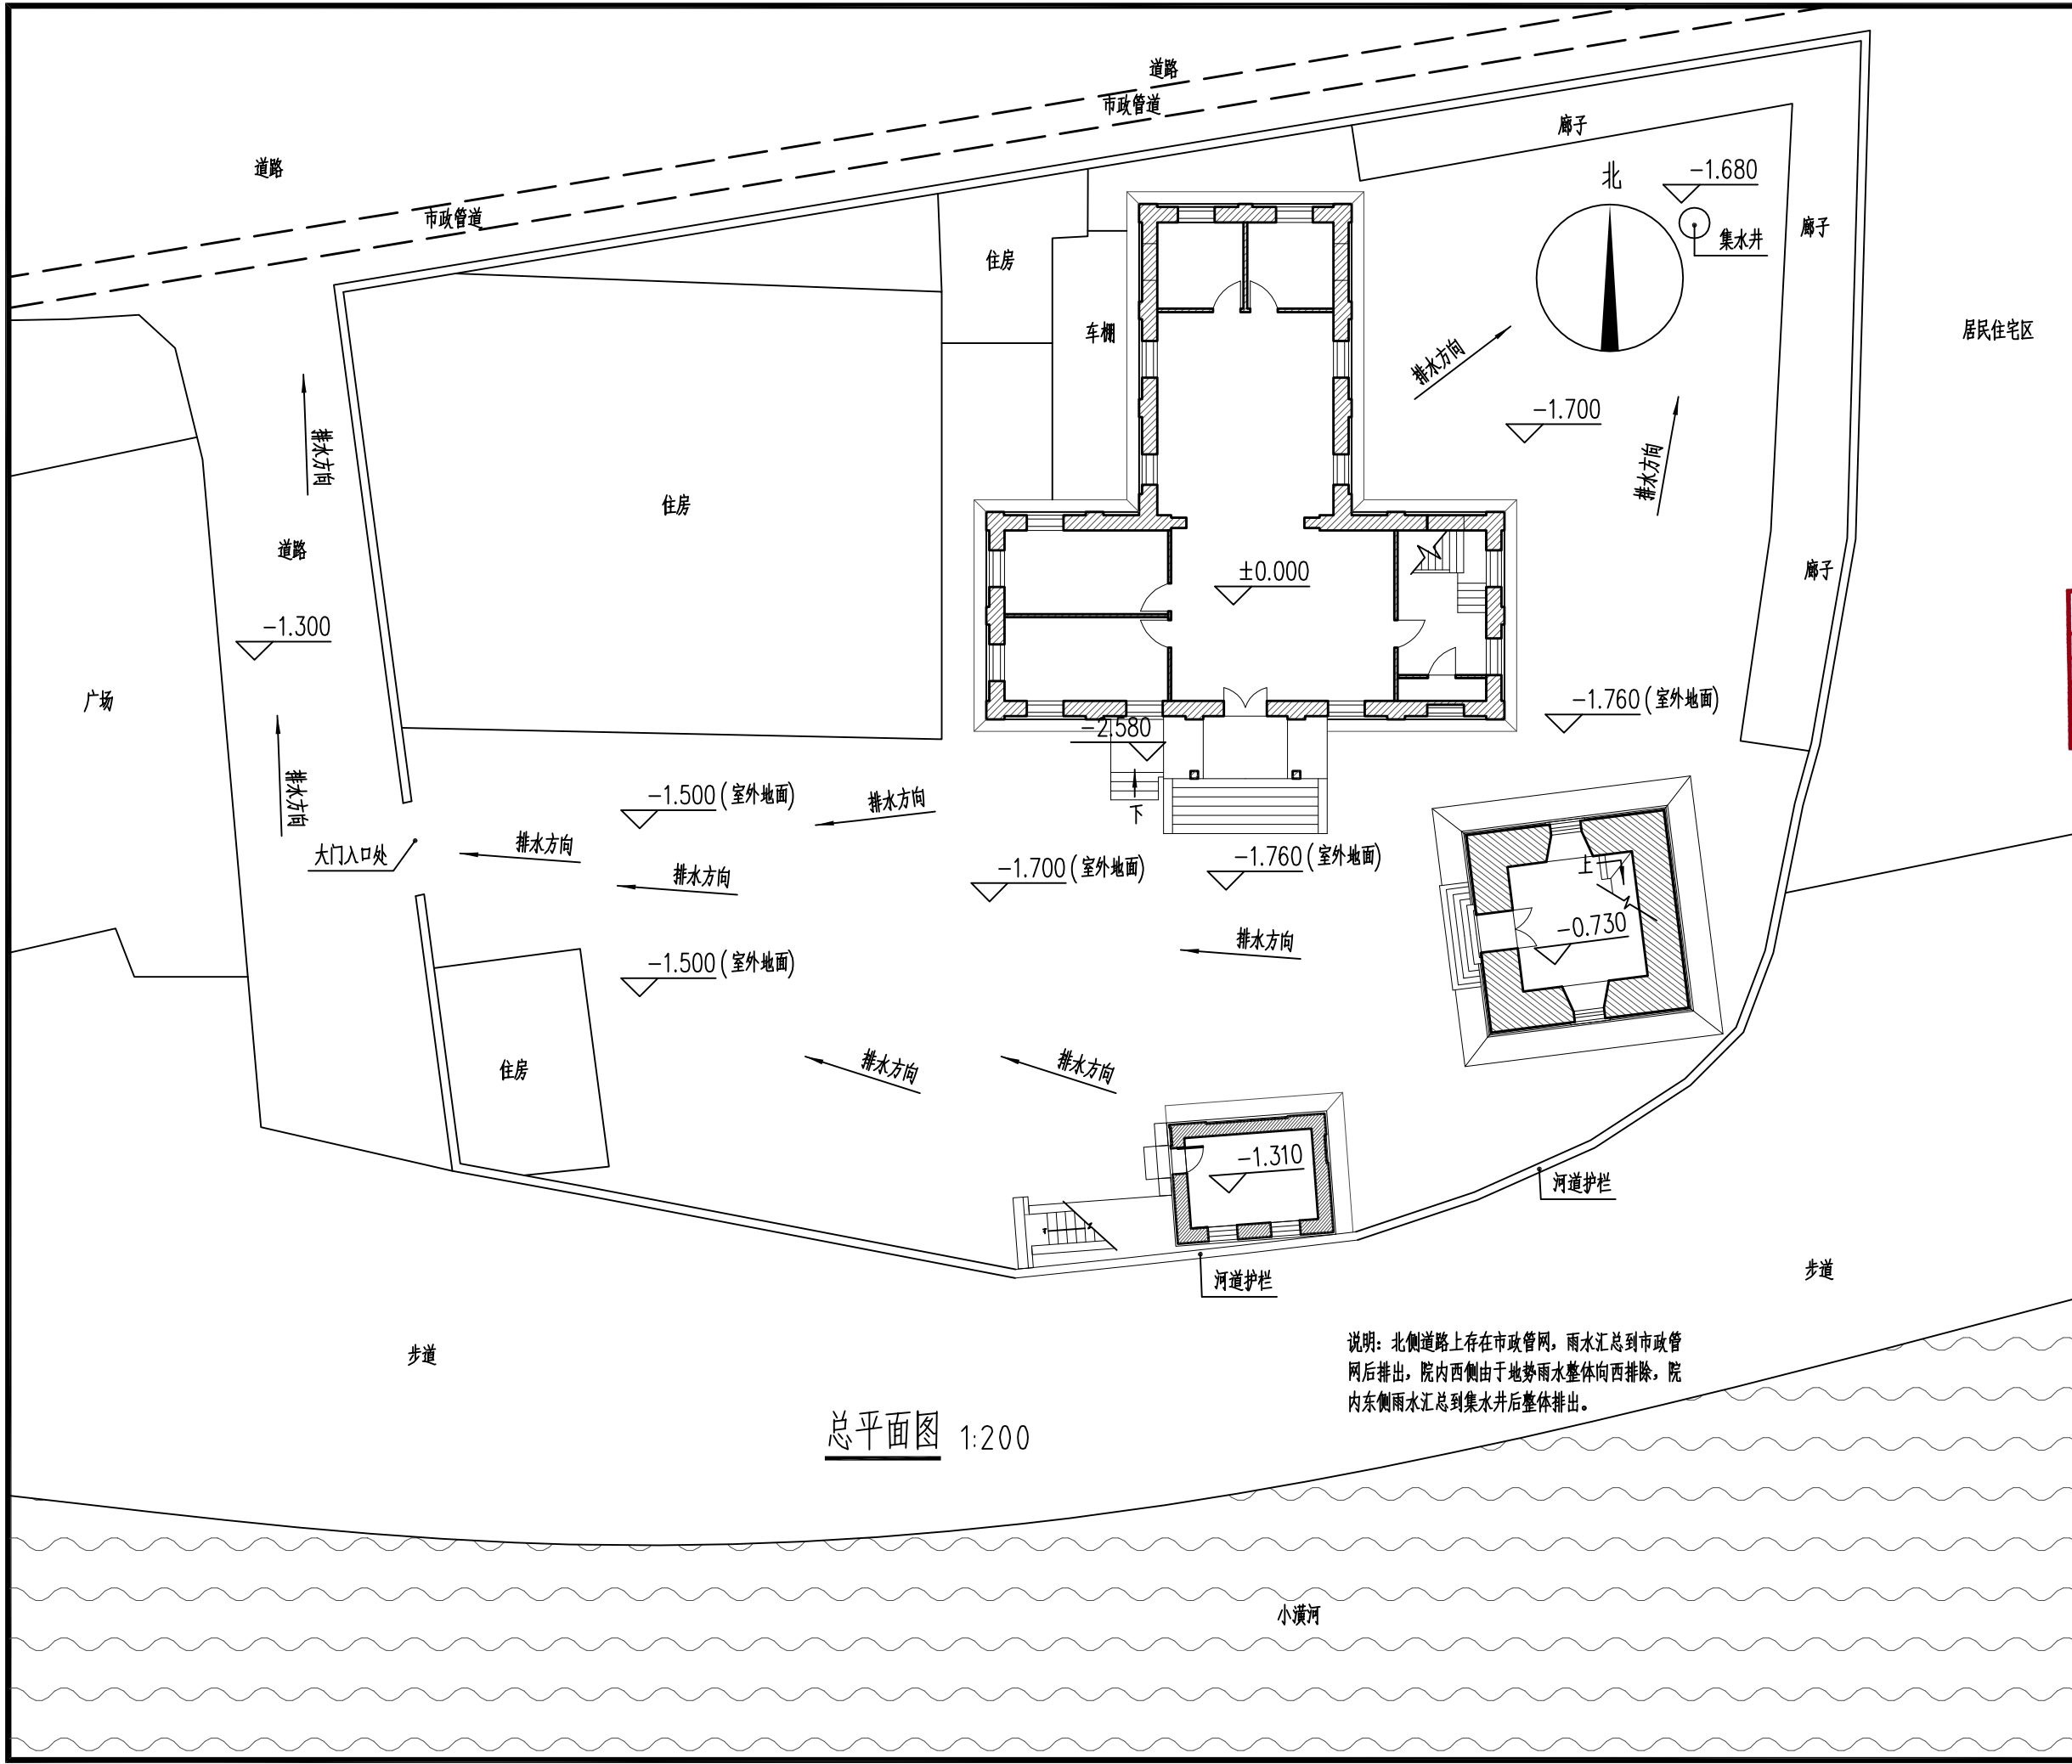 道路
市政管道
廊子
道路
北
-1.680
市政管道
廊子
集水井
住房
车棚
居民住宅区
排水方向
-1.700
排水方向
排水方向
住房
道路
±0.000
廊子
-1.300
广场
-1.760(室外地面)
-2.580
排水方向
-1.500(室外地面)
排水方向
下
排水方向
大门入口处
-1.700(室外地面)
-1.760(室外地面)
上
排水方向
-0.730
排水方向
-1.500(室外地面)
住房
排水方向
排水方向
-1.310
河道护栏
河道护栏
步道
步道
说明：北侧道路上存在市政管网，雨水汇总到市政管
网后排出，院内西侧由于地势雨水整体向西排除，院
内东侧雨水汇总到集水井后整体排出。
总平面图 1:200
小潢河